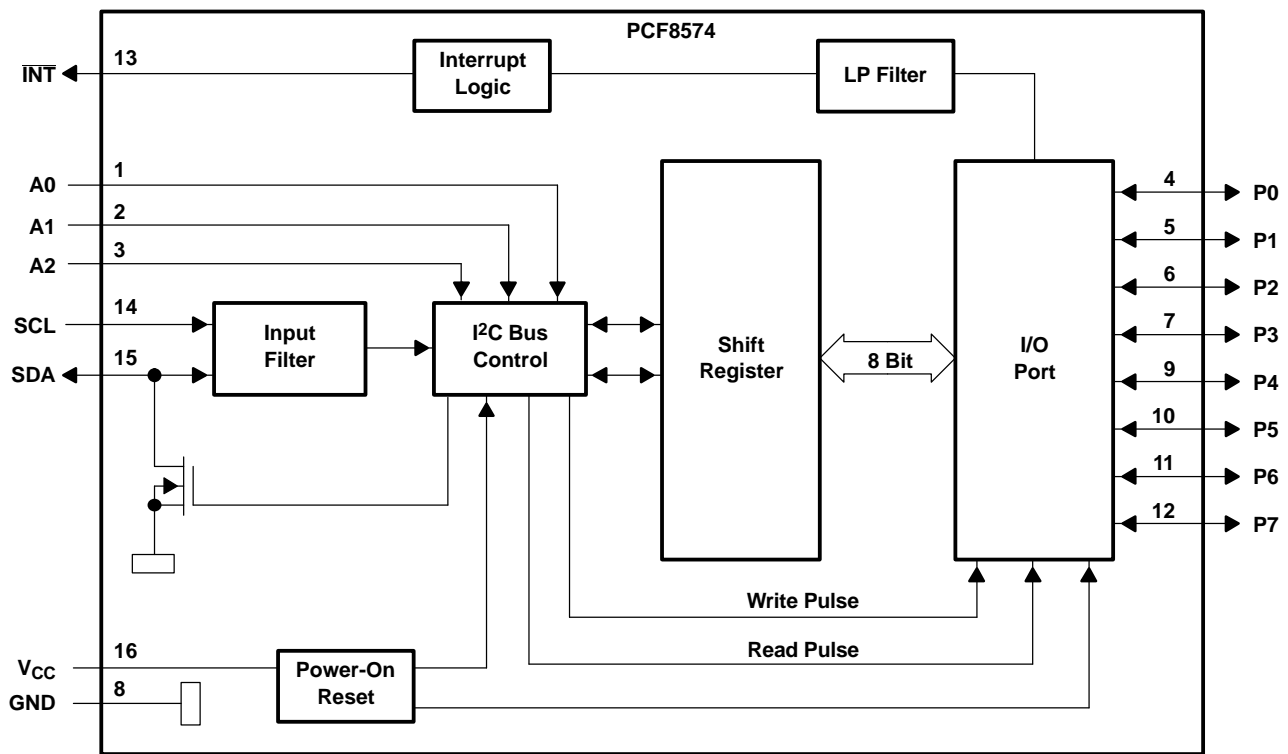 PCF8574
INT
13
Interrupt
Logic
LP Filter
A0
1
A1
2
A2
3
SCL
14
SDA
15
Input
Filter
I²C Bus
Control
Shift
Register
8 Bit
I/O
Port
4
P0
5
P1
6
P2
7
P3
9
P4
10
P5
11
P6
12
P7
Write Pulse
Read Pulse
VCC
16
GND
8
Power-On
Reset